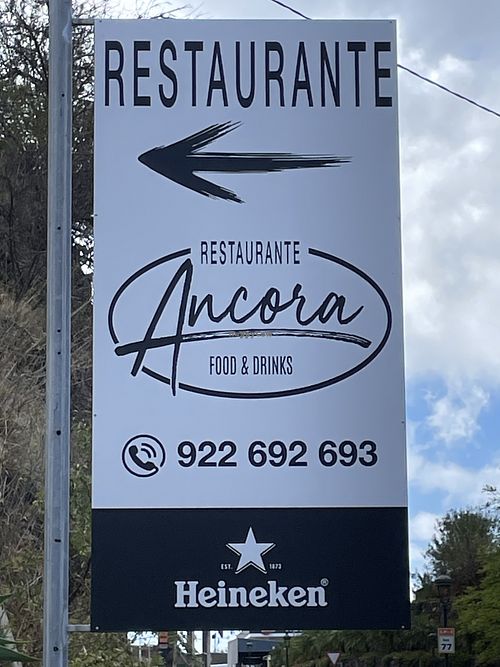 RESTAURANTE
RESTAURANTE
Ancora
FOOD & DRINKS
922 692 693
EST. 1873
Heineken®
77